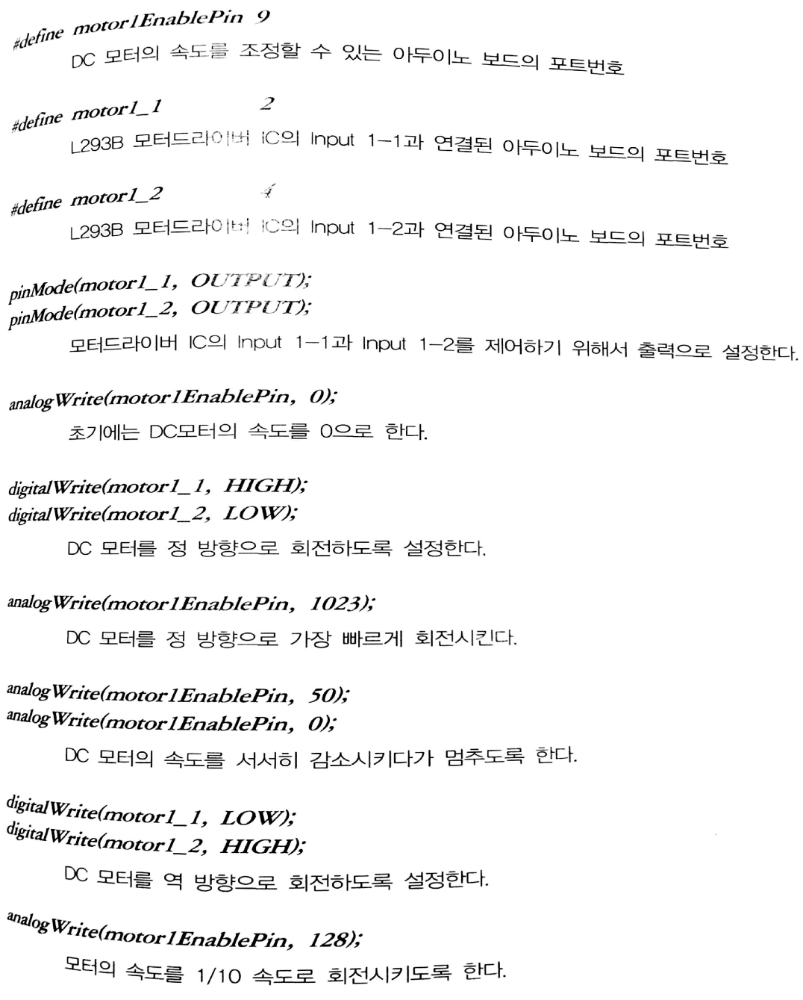 #define motor1EnablePin 9
DC 모터의 속도를 조정할 수 있는 아두이노 보드의 포트번호
#define motor1_1 2
L293B 모터드라이버 IC의 Input 1-1과 연결된 아두이노 보드의 포트번호
#define motor1_2 4
L293B 모터드라이버 IC의 Input 1-2과 연결된 아두이노 보드의 포트번호
pinMode(motor1_1, OUTPUT);
pinMode(motor1_2, OUTPUT);
모터드라이버 IC의 Input 1-1과 Input 1-2를 제어하기 위해서 출력으로 설정한다.
analogWrite(motor1EnablePin, 0);
초기에는 DC모터의 속도를 0으로 한다.
digitalWrite(motor1_1, HIGH);
digitalWrite(motor1_2, LOW);
DC 모터를 정 방향으로 회전하도록 설정한다.
analogWrite(motor1EnablePin, 1023);
DC 모터를 정 방향으로 가장 빠르게 회전시킨다.
analogWrite(motor1EnablePin, 50);
analogWrite(motor1EnablePin, 0);
DC 모터의 속도를 서서히 감소시키다가 멈추도록 한다.
digitalWrite(motor1_1, LOW);
digitalWrite(motor1_2, HIGH);
DC 모터를 역 방향으로 회전하도록 설정한다.
analogWrite(motor1EnablePin, 128);
모터의 속도를 1/10 속도로 회전시키도록 한다.